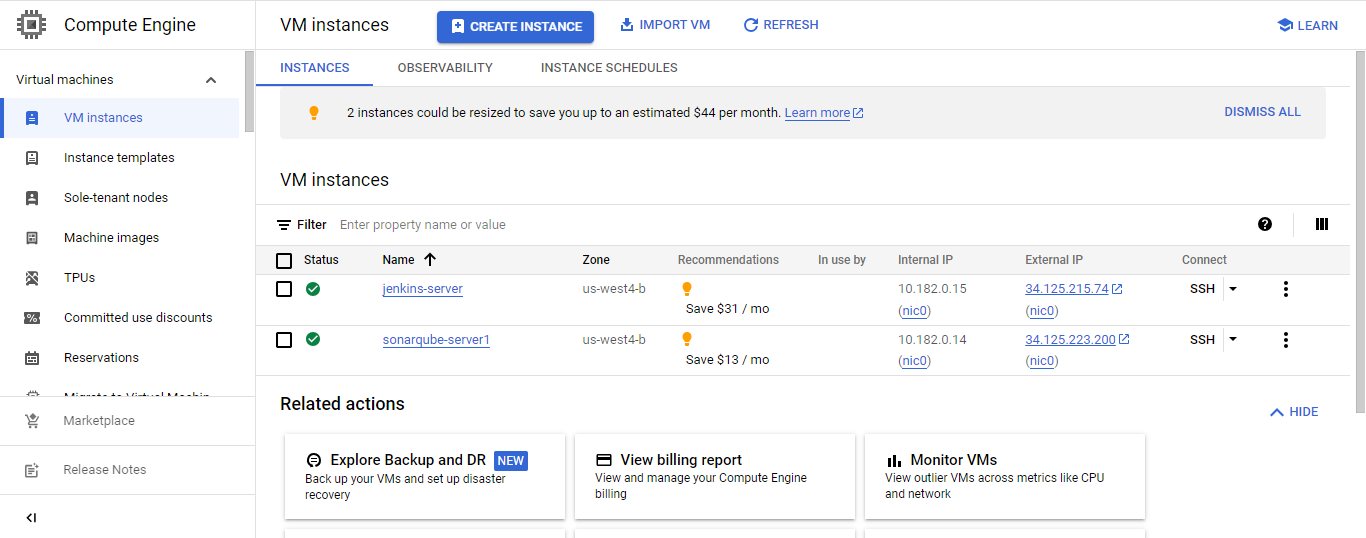 Compute Engine
VM instances
CREATE INSTANCE
IMPORT VM
REFRESH
LEARN
Virtual machines
VM instances
Instance templates
Sole-tenant nodes
Machine images
TPUs
Committed use discounts
Reservations
Migrate to Virtual Machin
Marketplace
Release Notes
INSTANCES
OBSERVABILITY
INSTANCE SCHEDULES
2 instances could be resized to save you up to an estimated $44 per month. Learn more
DISMISS ALL
VM instances
Filter Enter property name or value
Status Name Zone Recommendations In use by Internal IP External IP Connect
jenkins-server us-west4-b 10.182.0.15 34.125.215.74 SSH
Save $31 / mo (nic0) (nic0)
sonarqube-server1 us-west4-b 10.182.0.14 34.125.223.200 SSH
Save $13 / mo (nic0) (nic0)
Related actions
HIDE
Explore Backup and DR NEW
Back up your VMs and set up disaster
recovery
View billing report
View and manage your Compute Engine
billing
Monitor VMs
View outlier VMs across metrics like CPU
and network